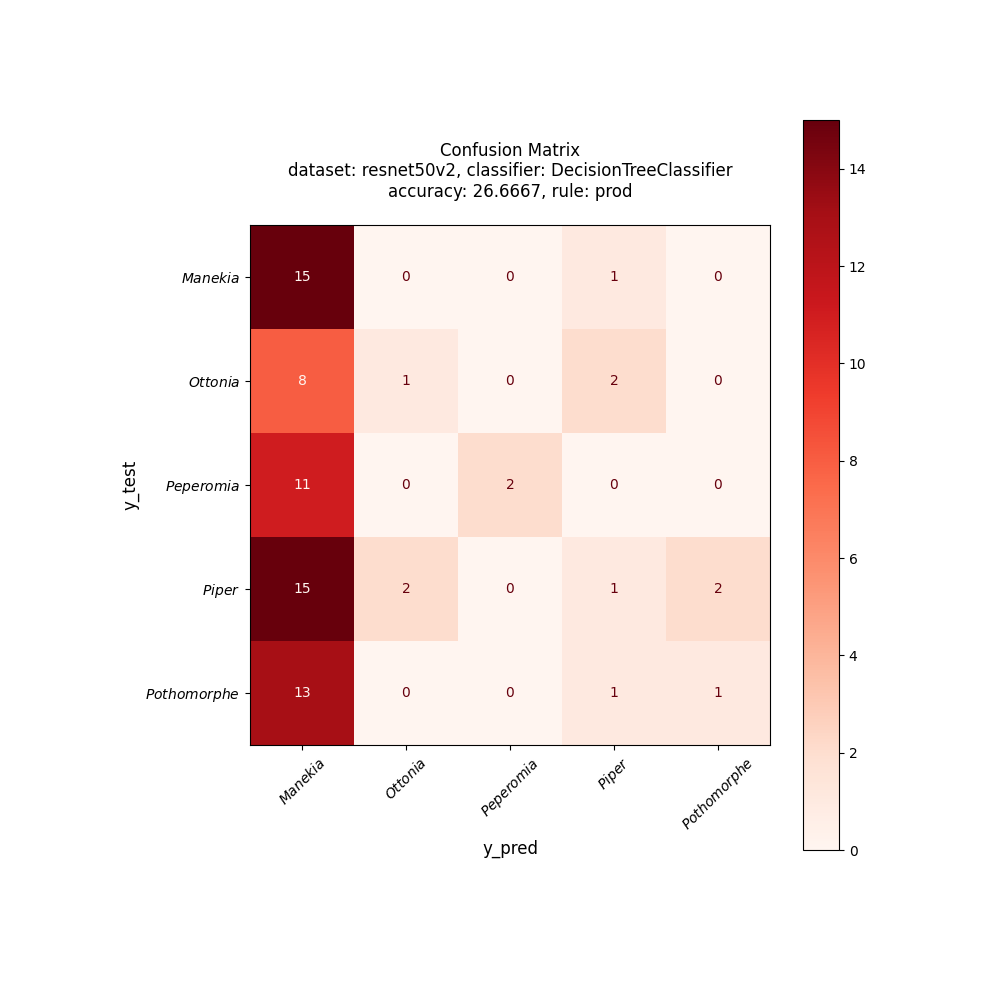 Confusion Matrix
dataset: resnet50v2, classifier: DecisionTreeClassifier
accuracy: 26.6667, rule: prod
Manekia 15 0 0 1 0
Ottonia 8 1 0 2 0
Peperomia 11 0 2 0 0
Piper 15 2 0 1 2
Pothomorphe 13 0 0 1 1
y_test
Manekia Ottonia Peperomia Piper Pothomorphe
y_pred
14
12
10
8
6
4
2
0